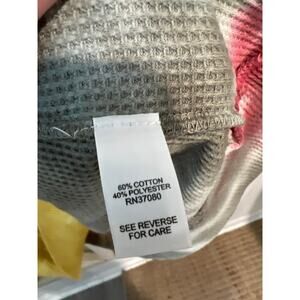 60% COTTON
40% POLYESTER
RN37080
SEE REVERSE
FOR CARE